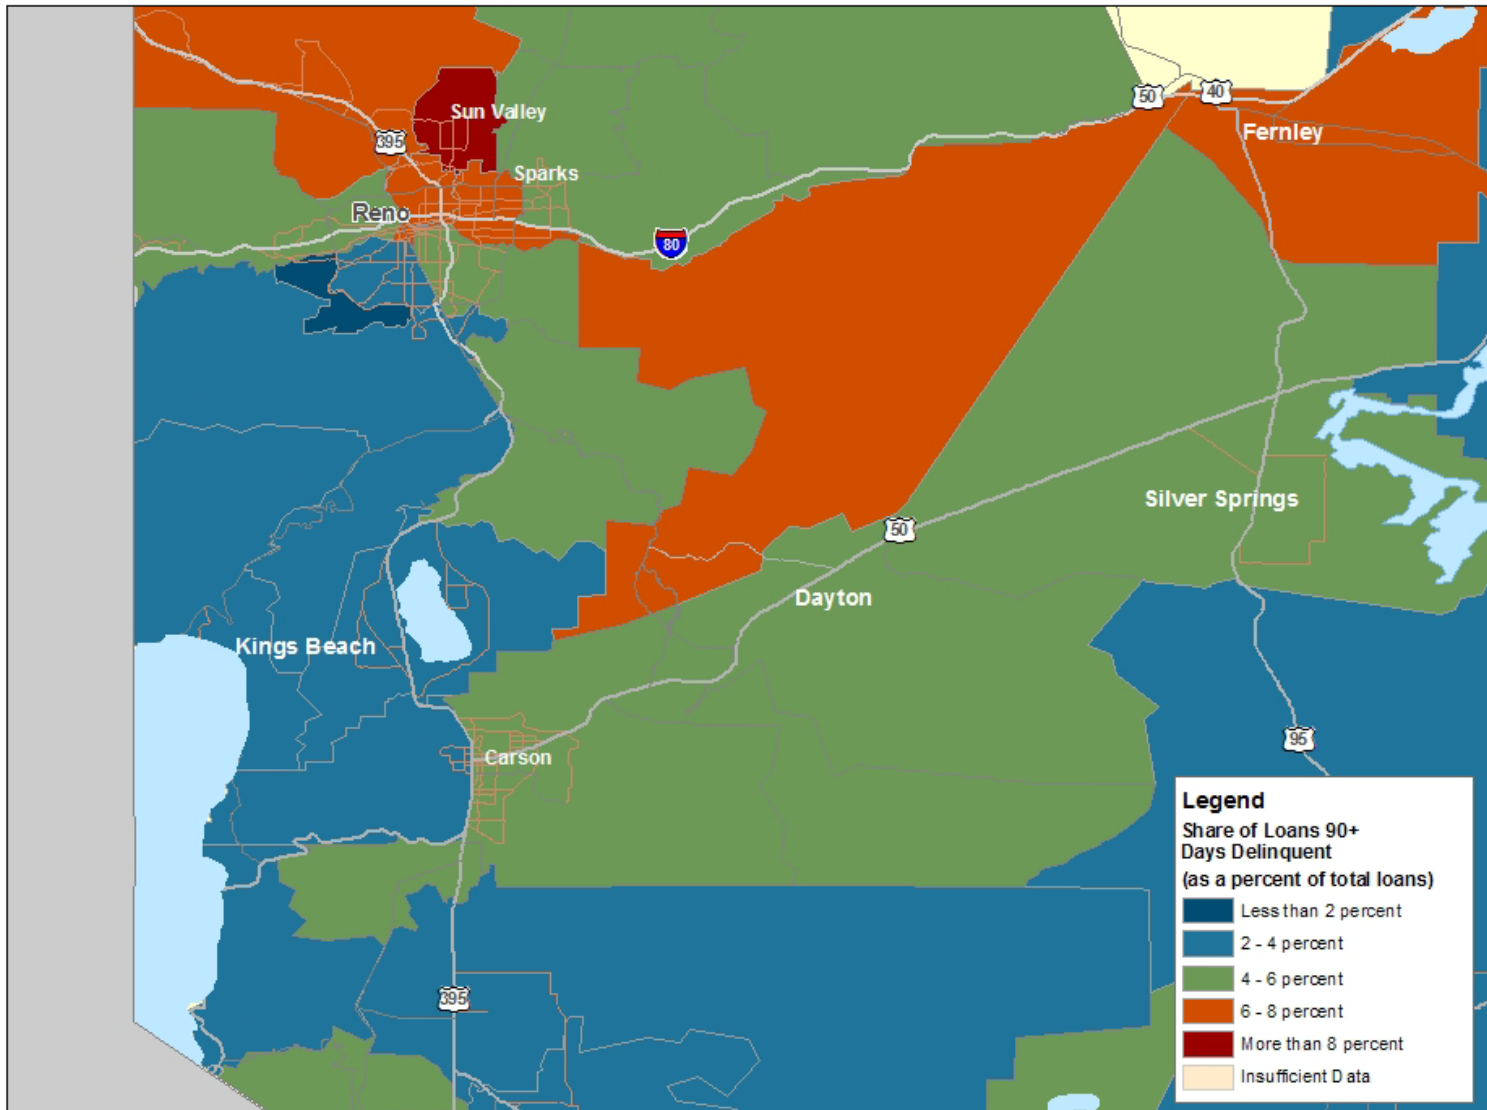 Sun Valley
50
40
Fernley
395
Sparks
Reno
80
Silver Springs
50
Dayton
Kings Beach
95
Carson
395
Legend
Share of Loans 90+
Days Delinquent
(as a percent of total loans)
Less than 2 percent
2 - 4 percent
4 - 6 percent
6 - 8 percent
More than 8 percent
Insufficient Data